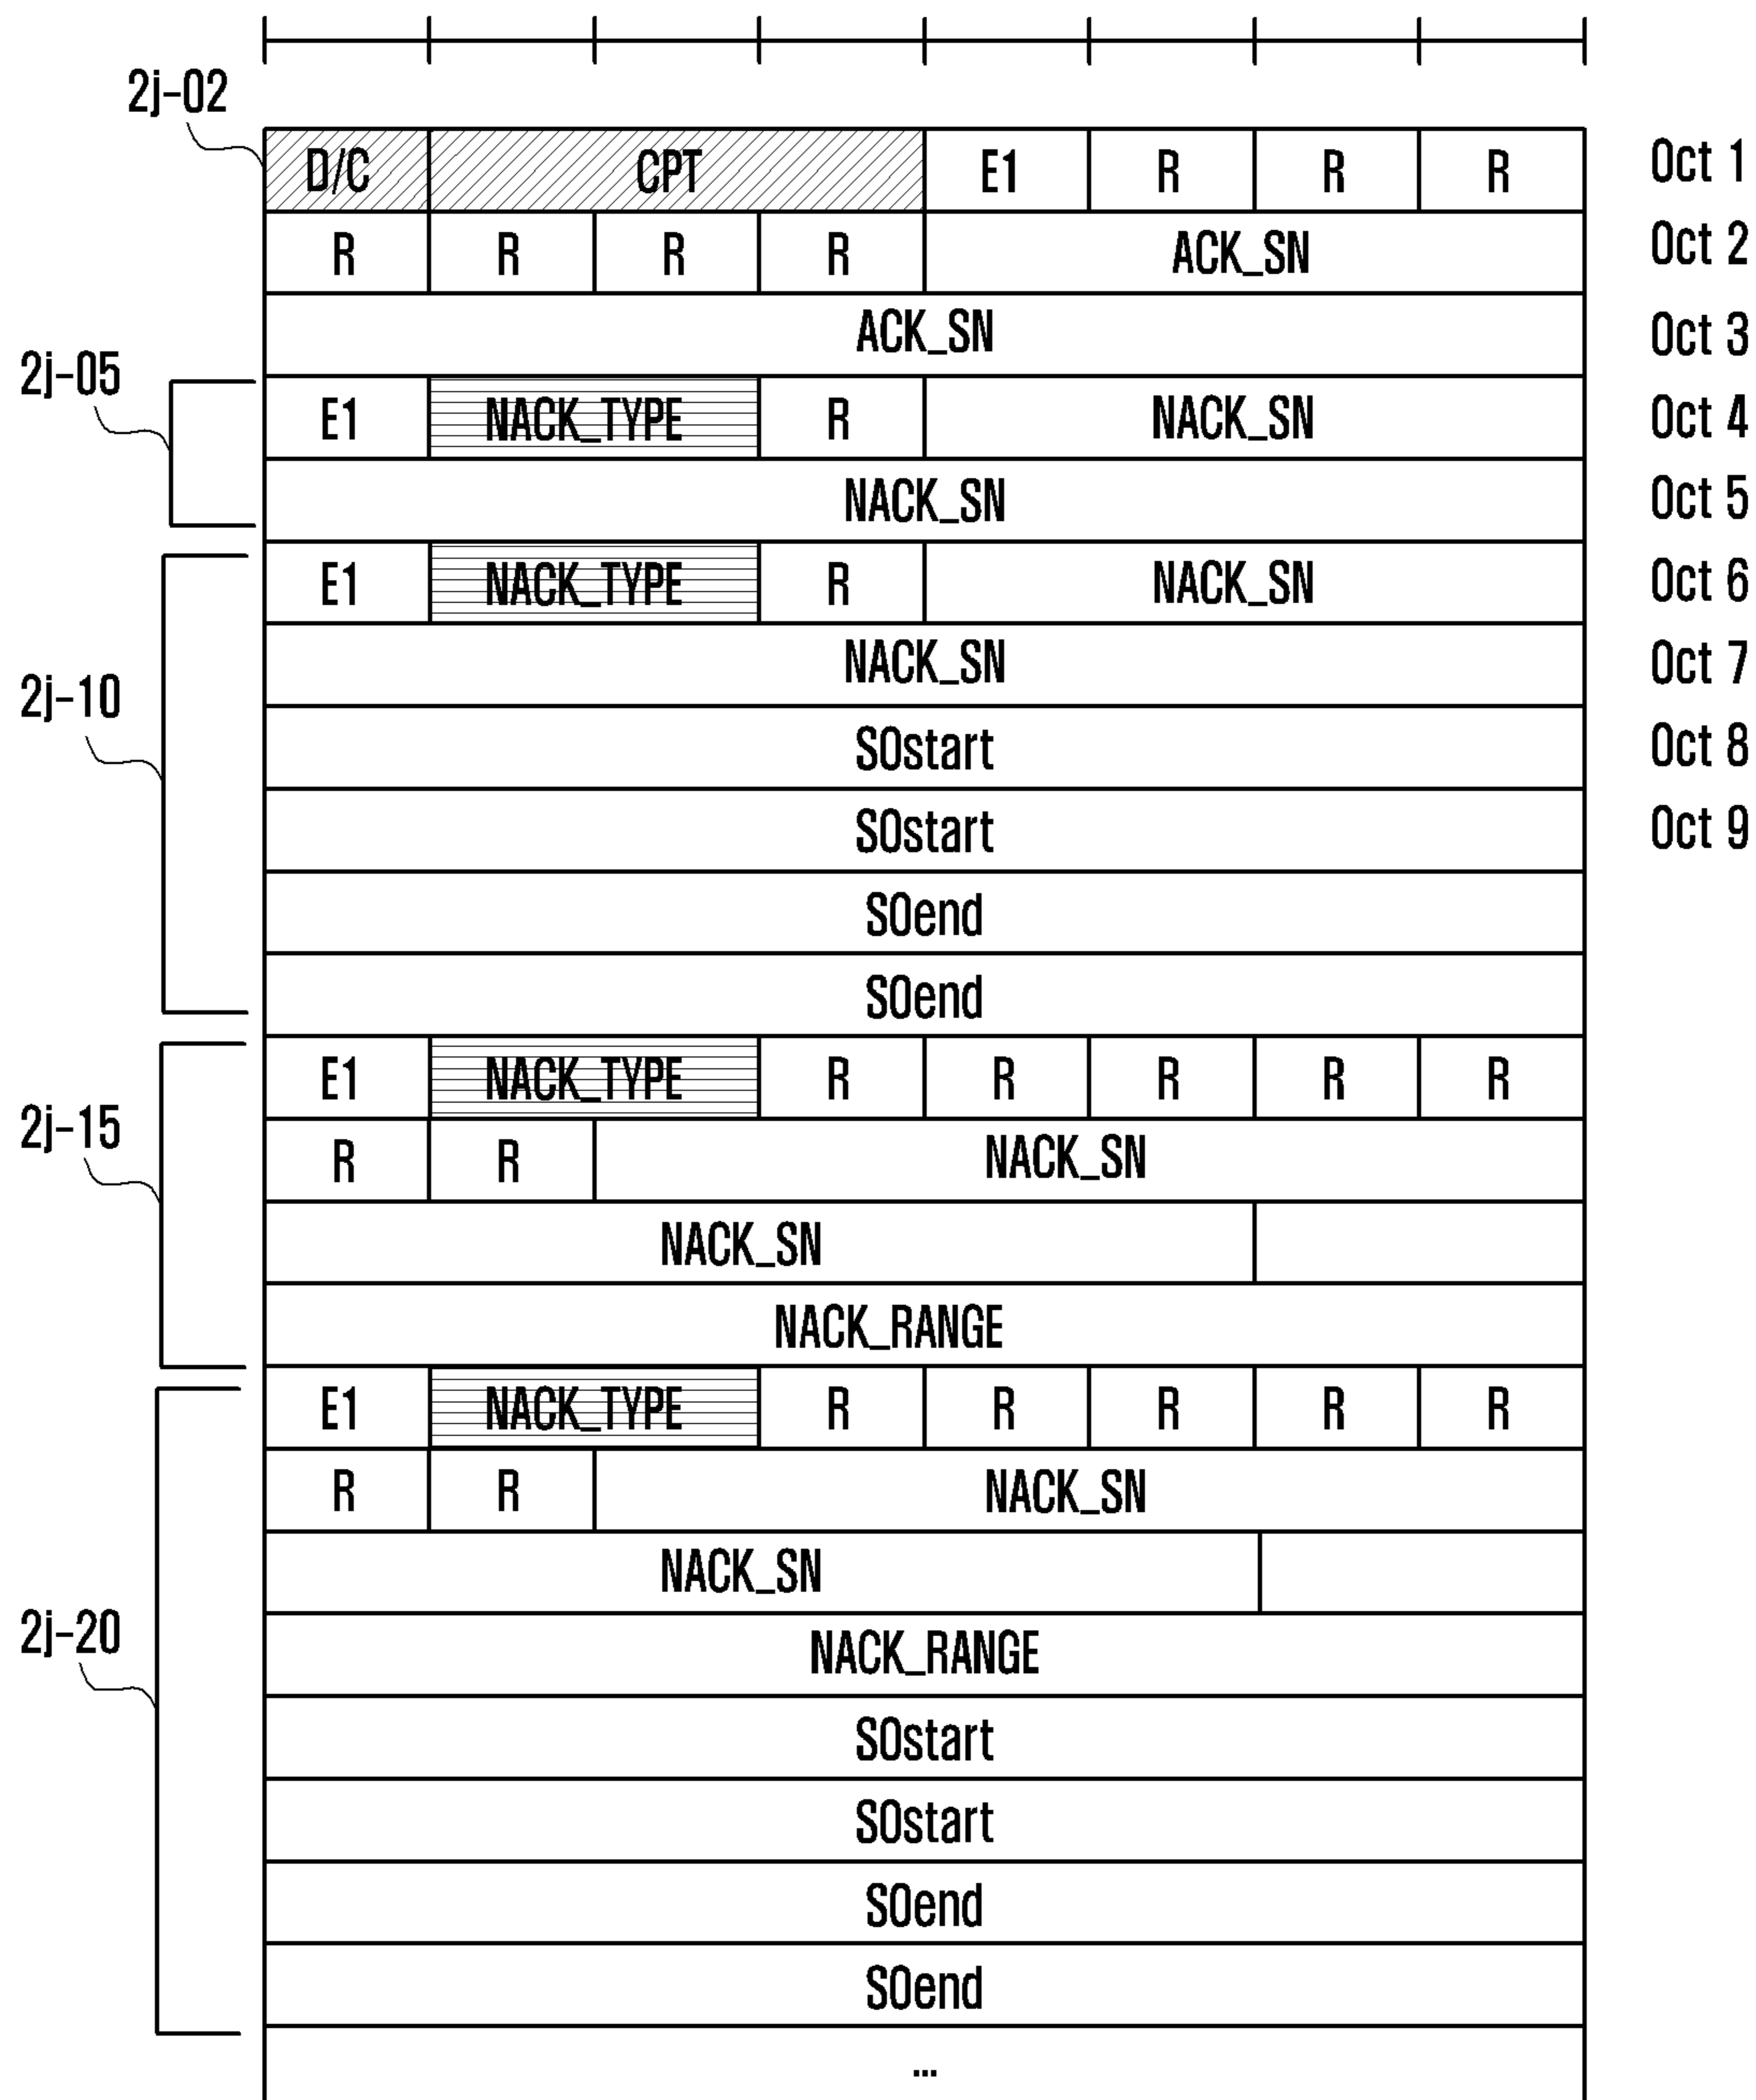 2j-02
D/C CPT E1 R R R Oct 1
R R R R ACK_SN Oct 2
ACK_SN Oct 3
2j-05
E1 NACK_TYPE R NACK_SN Oct 4
NACK_SN Oct 5
E1 NACK_TYPE R NACK_SN Oct 6
NACK_SN Oct 7
2j-10
SOstart Oct 8
SOstart Oct 9
SOend
SOend
E1 NACK_TYPE R R R R R
2j-15
R R NACK_SN
NACK_SN
NACK_RANGE
E1 NACK_TYPE R R R R R
R R NACK_SN
NACK_SN
2j-20
NACK_RANGE
SOstart
SOstart
SOend
SOend
...